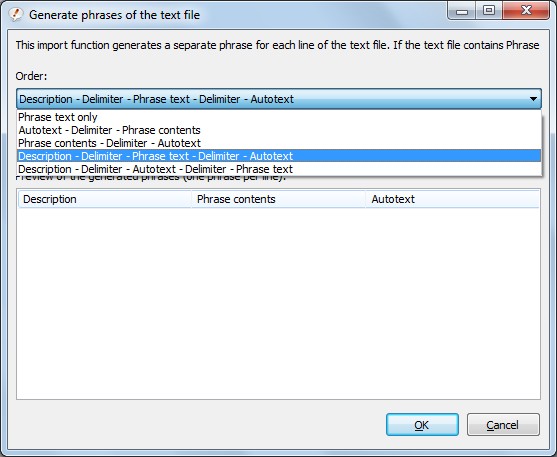 Generate phrases of the text file
This import function generates a separate phrase for each line of the text file. If the text file contains Phrase
Order:
Description - Delimiter - Phrase text - Delimiter - Autotext
Phrase text only
Autotext - Delimiter - Phrase contents
Phrase contents - Delimiter - Autotext
Description - Delimiter - Phrase text - Delimiter - Autotext
Description - Delimiter - Autotext - Delimiter - Phrase text
Preview of the generated phrases (one phrase per line):
Description Phrase contents Autotext
OK Cancel